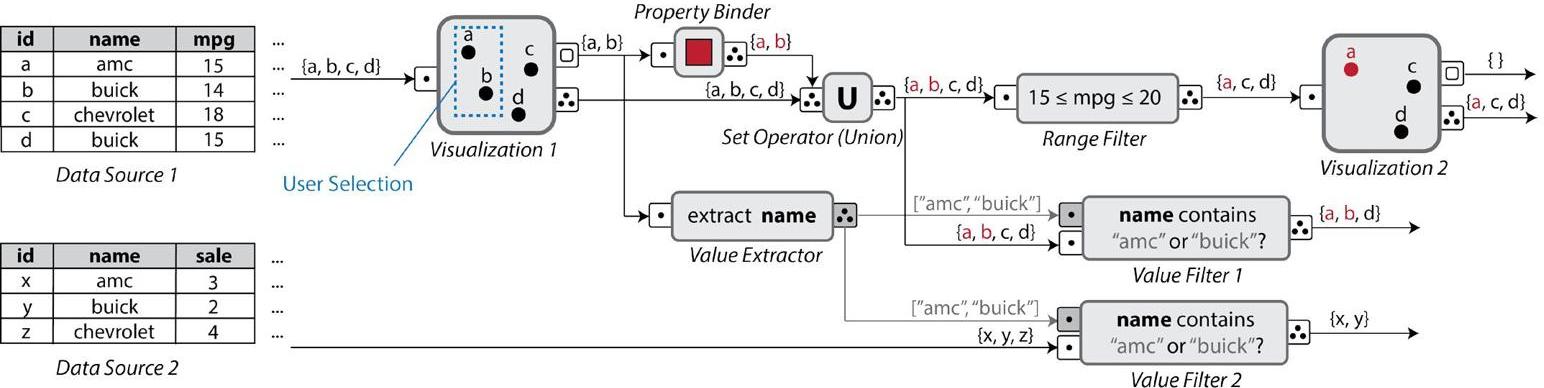 id name mpg
a amc 15
b buick 14
c chevrolet 18
d buick 15
Data Source 1
...
...
...
...
...
{a, b, c, d}
a
b
c
d
Visualization 1
User Selection
{a, b}
Property Binder
{a, b}
{a, b, c, d}
U
Set Operator (Union)
{a, b, c, d}
15 ≤ mpg ≤ 20
Range Filter
{a, c, d}
a
c
d
Visualization 2
{ }
{a, c, d}
extract name
Value Extractor
["amc", "buick"]
{a, b, c, d}
name contains
"amc" or "buick"?
Value Filter 1
{a, b, d}
id name sale
x amc 3
y buick 2
z chevrolet 4
Data Source 2
...
...
...
...
["amc", "buick"]
{x, y, z}
name contains
"amc" or "buick"?
Value Filter 2
{x, y}